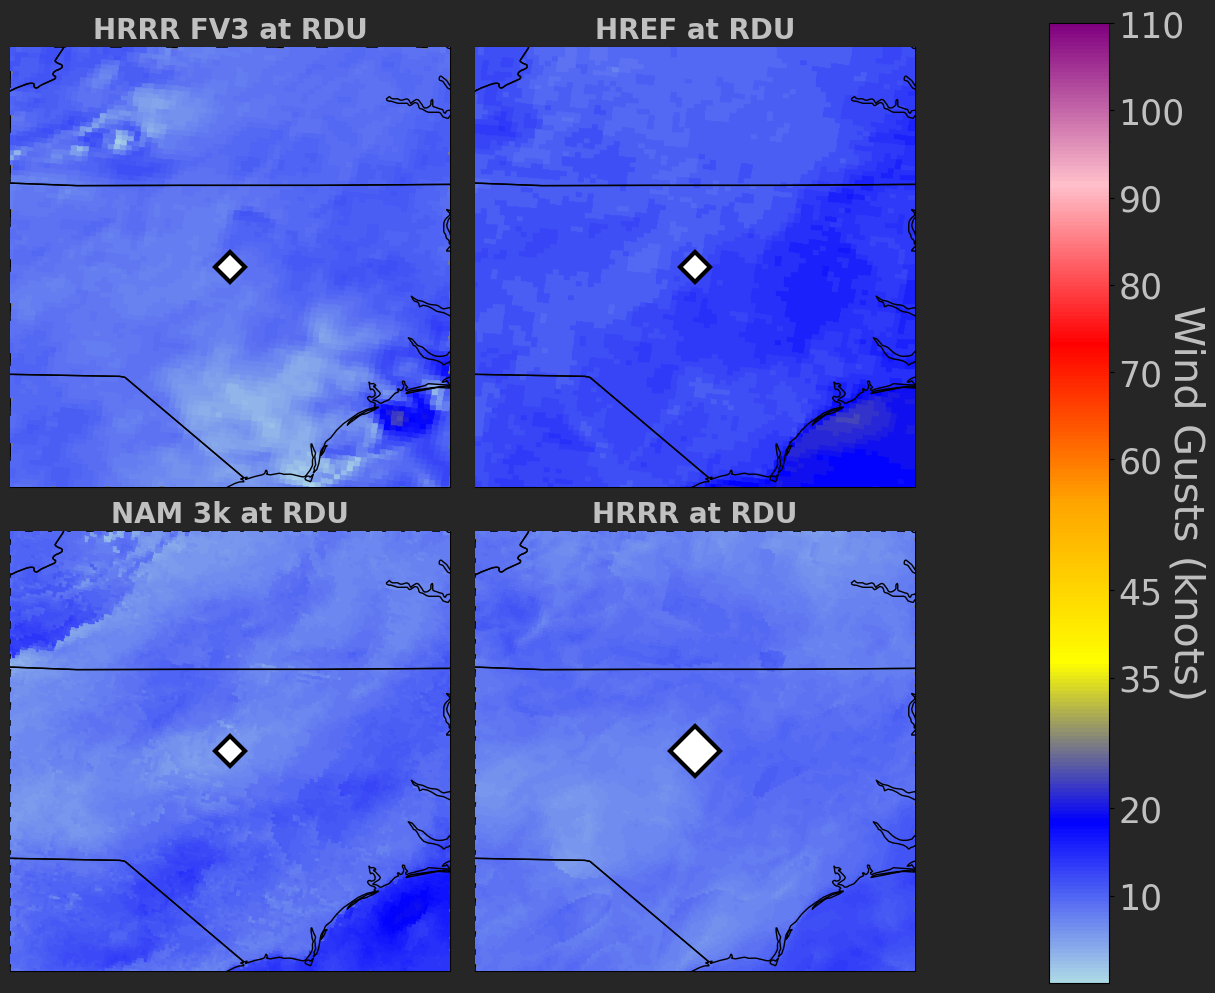 HRRR FV3 at RDU
HREF at RDU
NAM 3k at RDU
HRRR at RDU
110
100
90
80
70
60
45
35
20
10
Wind Gusts (knots)